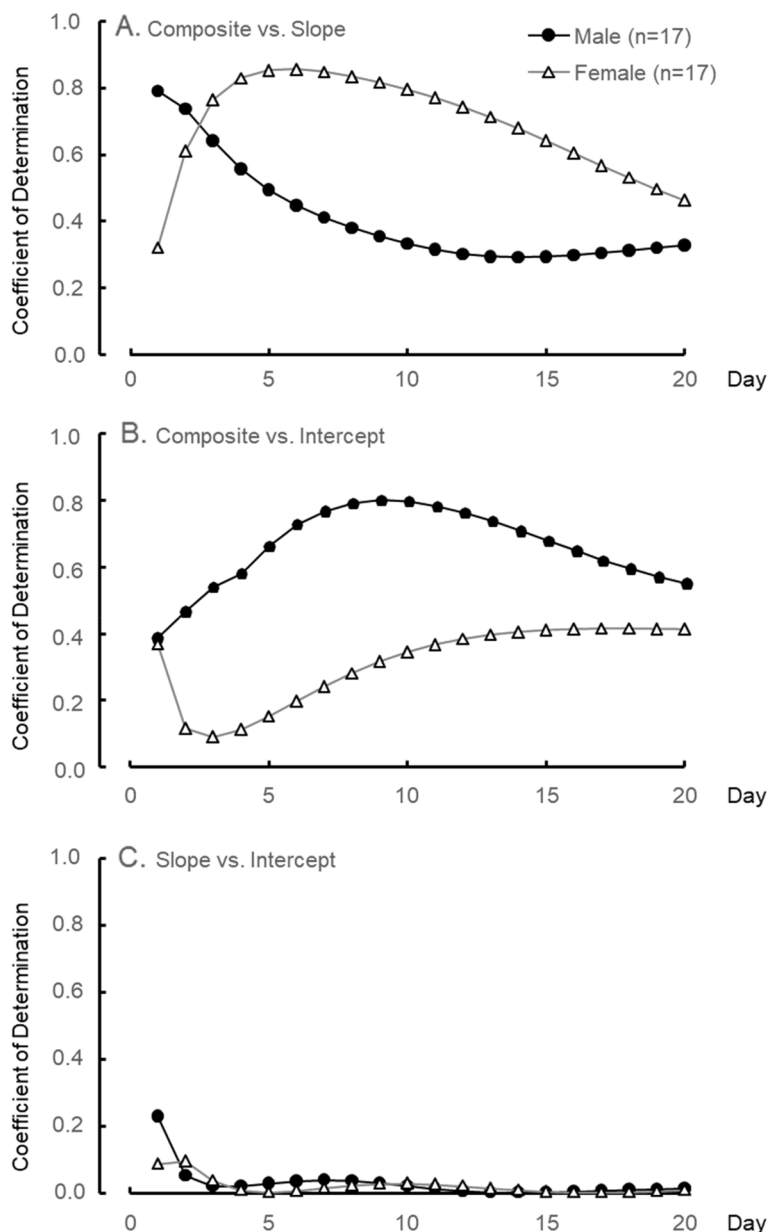 A. Composite vs. Slope
Male (n=17)
Female (n=17)
Coefficient of Determination
1.0
0.8
0.6
0.4
0.2
0.0
0 5 10 15 20 Day
B. Composite vs. Intercept
Coefficient of Determination
1.0
0.8
0.6
0.4
0.2
0.0
0 5 10 15 20 Day
C. Slope vs. Intercept
Coefficient of Determination
1.0
0.8
0.6
0.4
0.2
0.0
0 5 10 15 20 Day